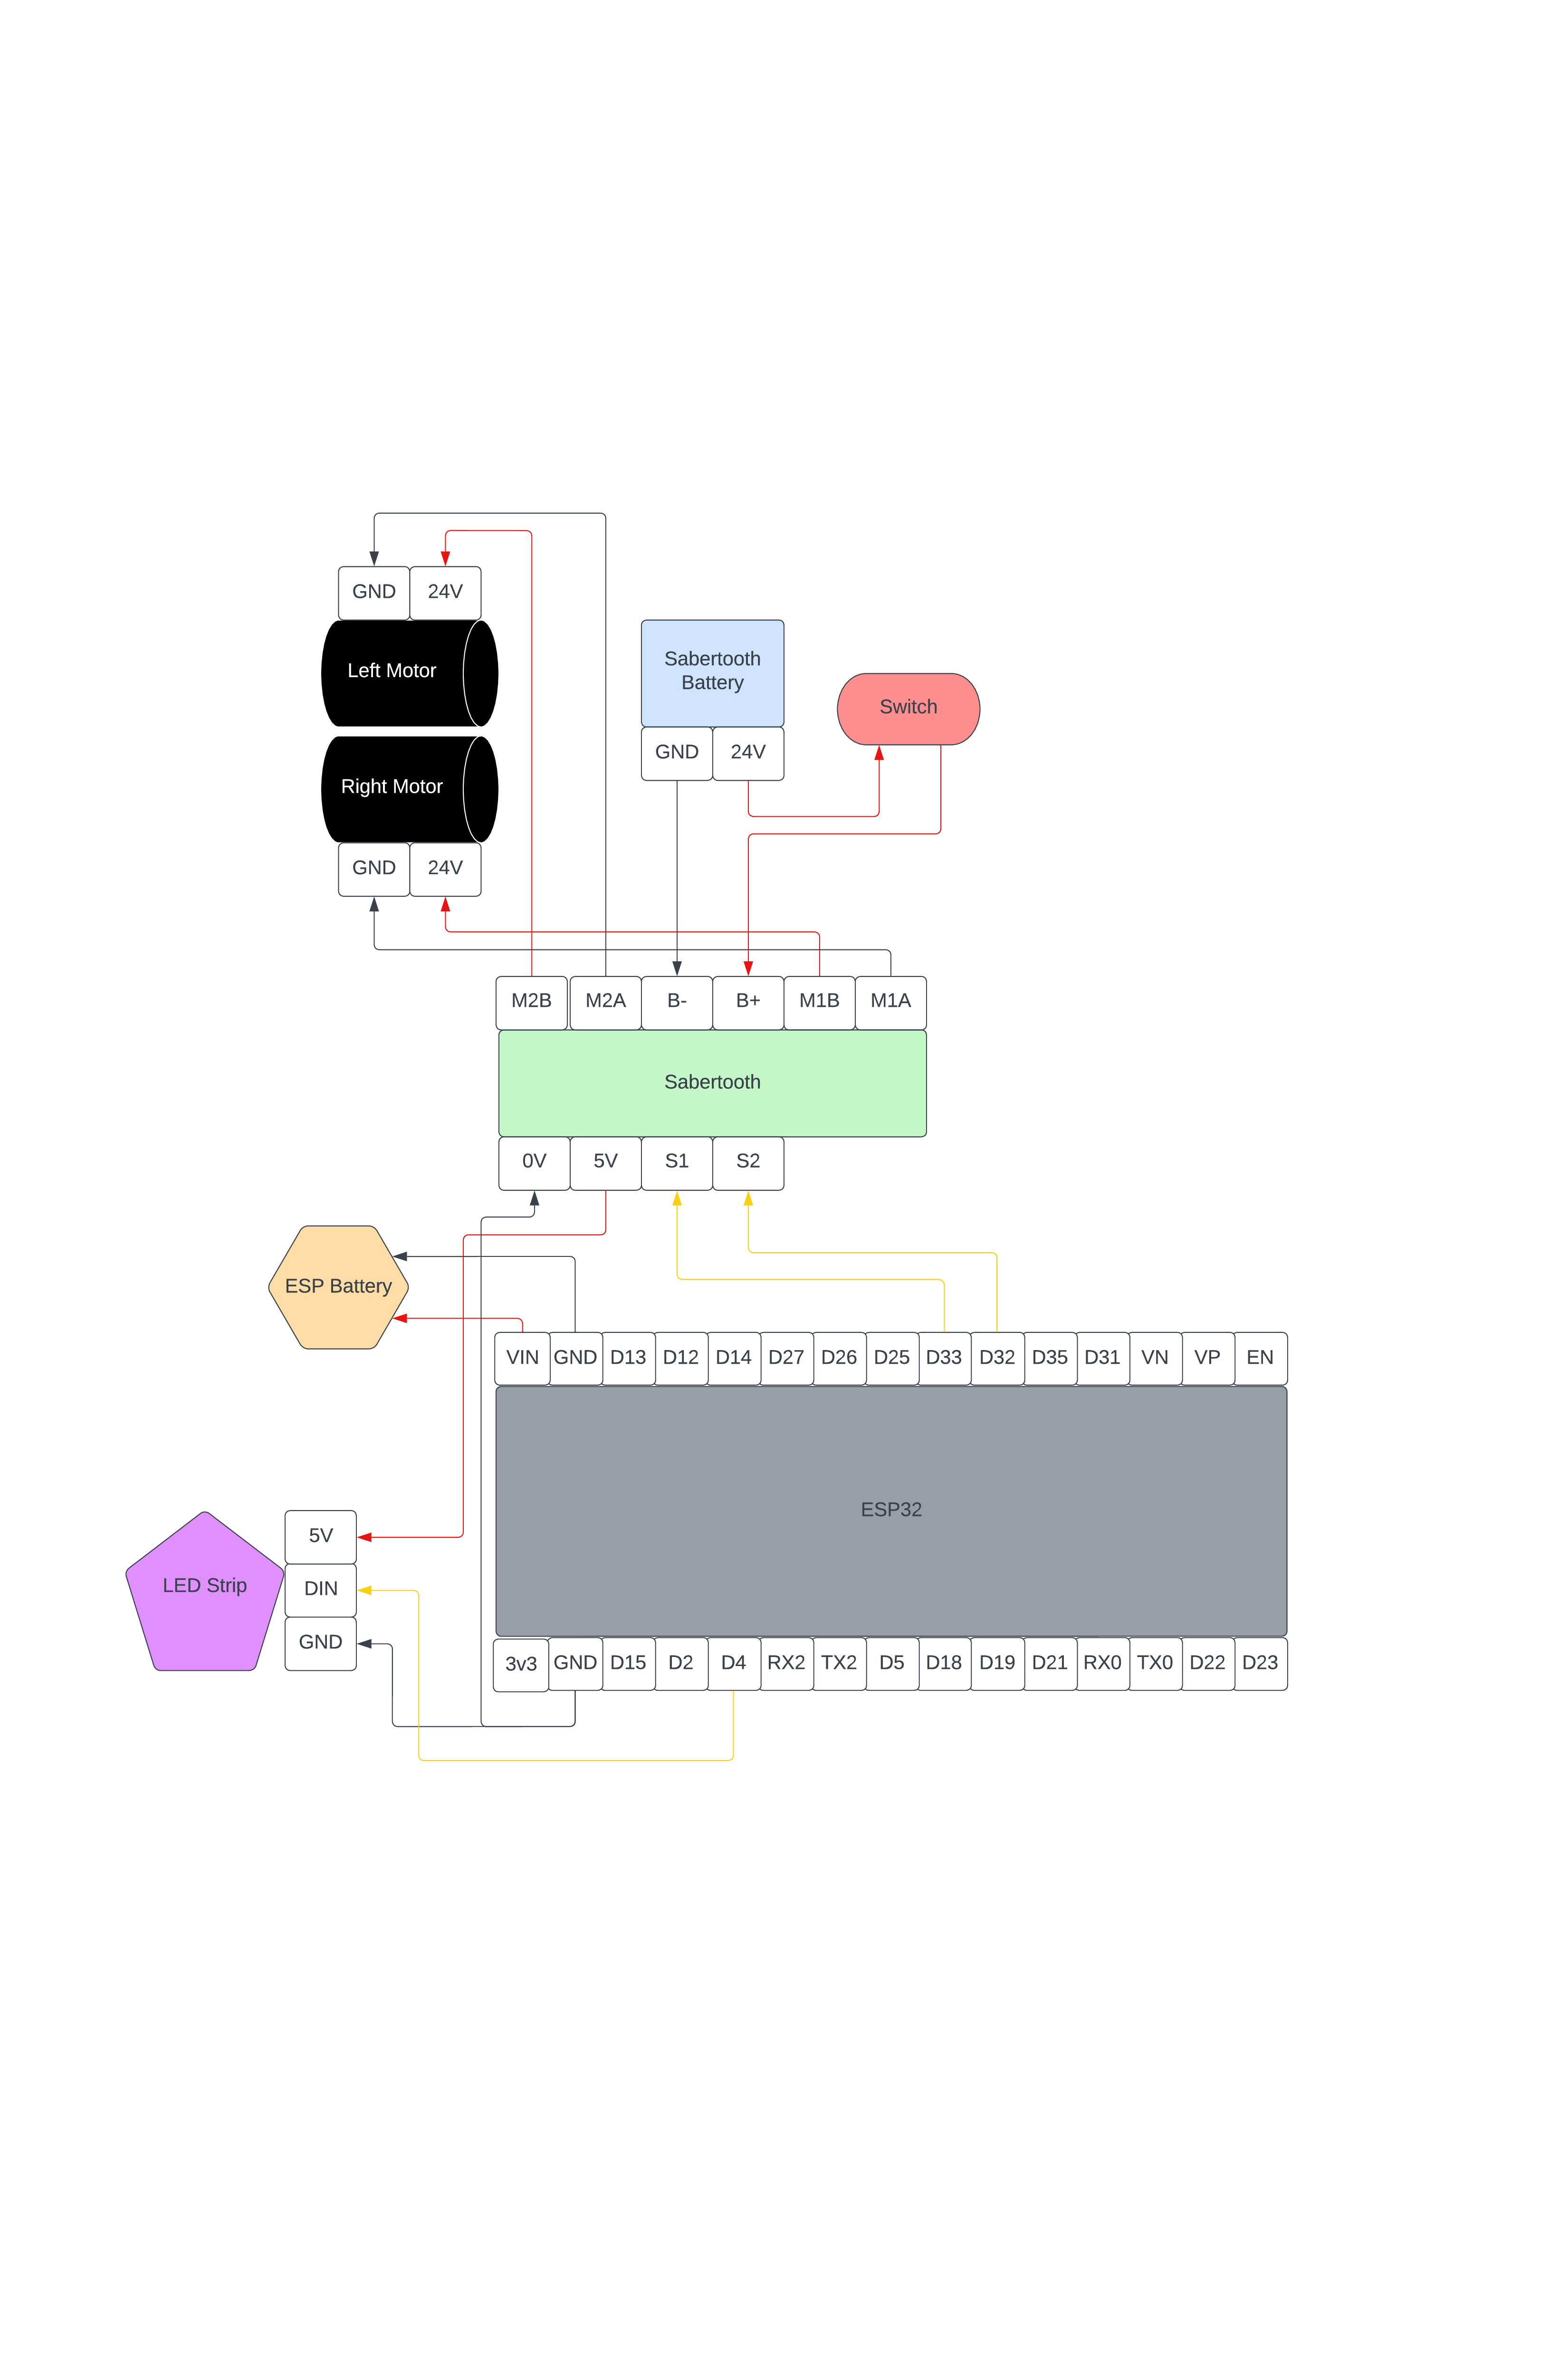 GND 24V
Left Motor
Right Motor
GND 24V
Sabertooth
Battery
GND 24V
Switch
M2B M2A B- B+ M1B M1A
Sabertooth
0V 5V S1 S2
ESP Battery
VIN GND D13 D12 D14 D27 D26 D25 D33 D32 D35 D31 VN VP EN
ESP32
5V
LED Strip
DIN
GND
3v3 GND D15 D2 D4 RX2 TX2 D5 D18 D19 D21 RX0 TX0 D22 D23